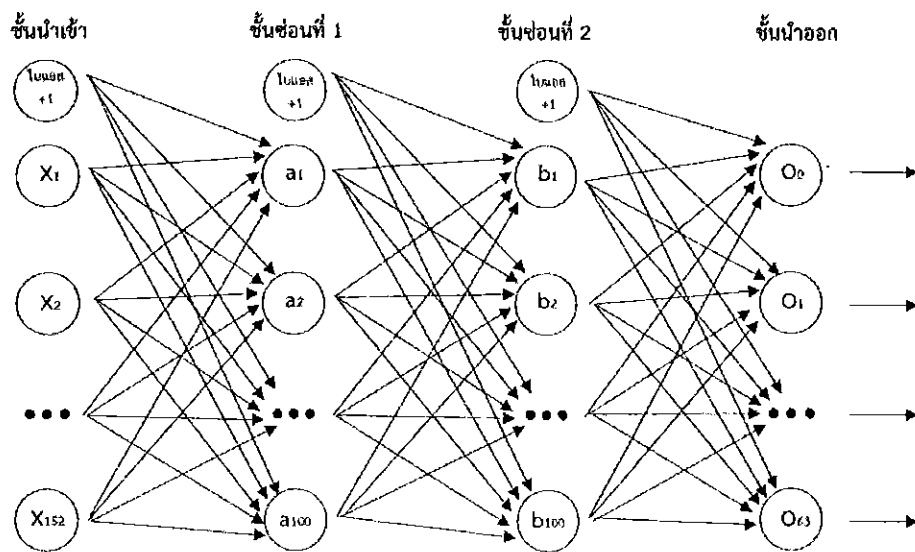 ชั้นนำเข้า ชั้นซ่อนที่ 1 ชั้นซ่อนที่ 2 ชั้นนำออก
ไบแอส ไบแอส ไบแอส
+1 +1 +1
X1 a1 b1 O0
X2 a2 b2 O1
••• ••• ••• •••
X152 a100 b100 O63